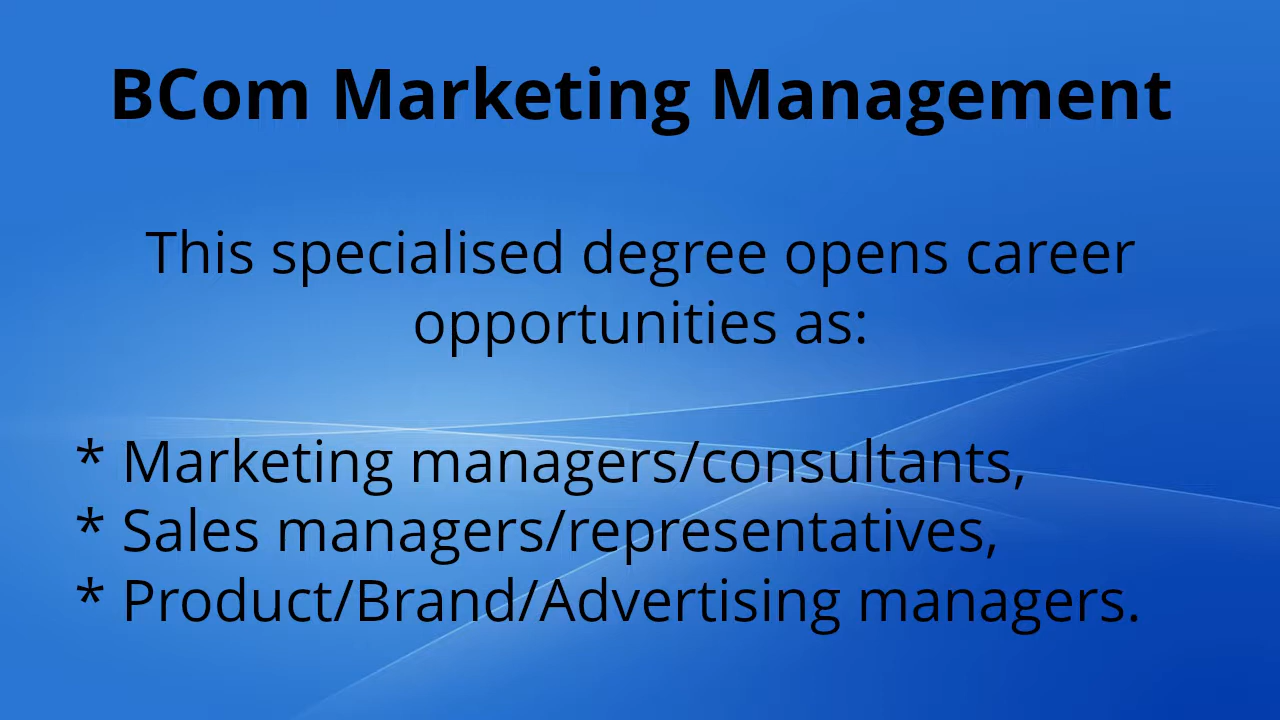 BCom Marketing Management
This specialised degree opens career
opportunities as:
* Marketing managers/consultants,
* Sales managers/representatives,
* Product/Brand/Advertising managers.